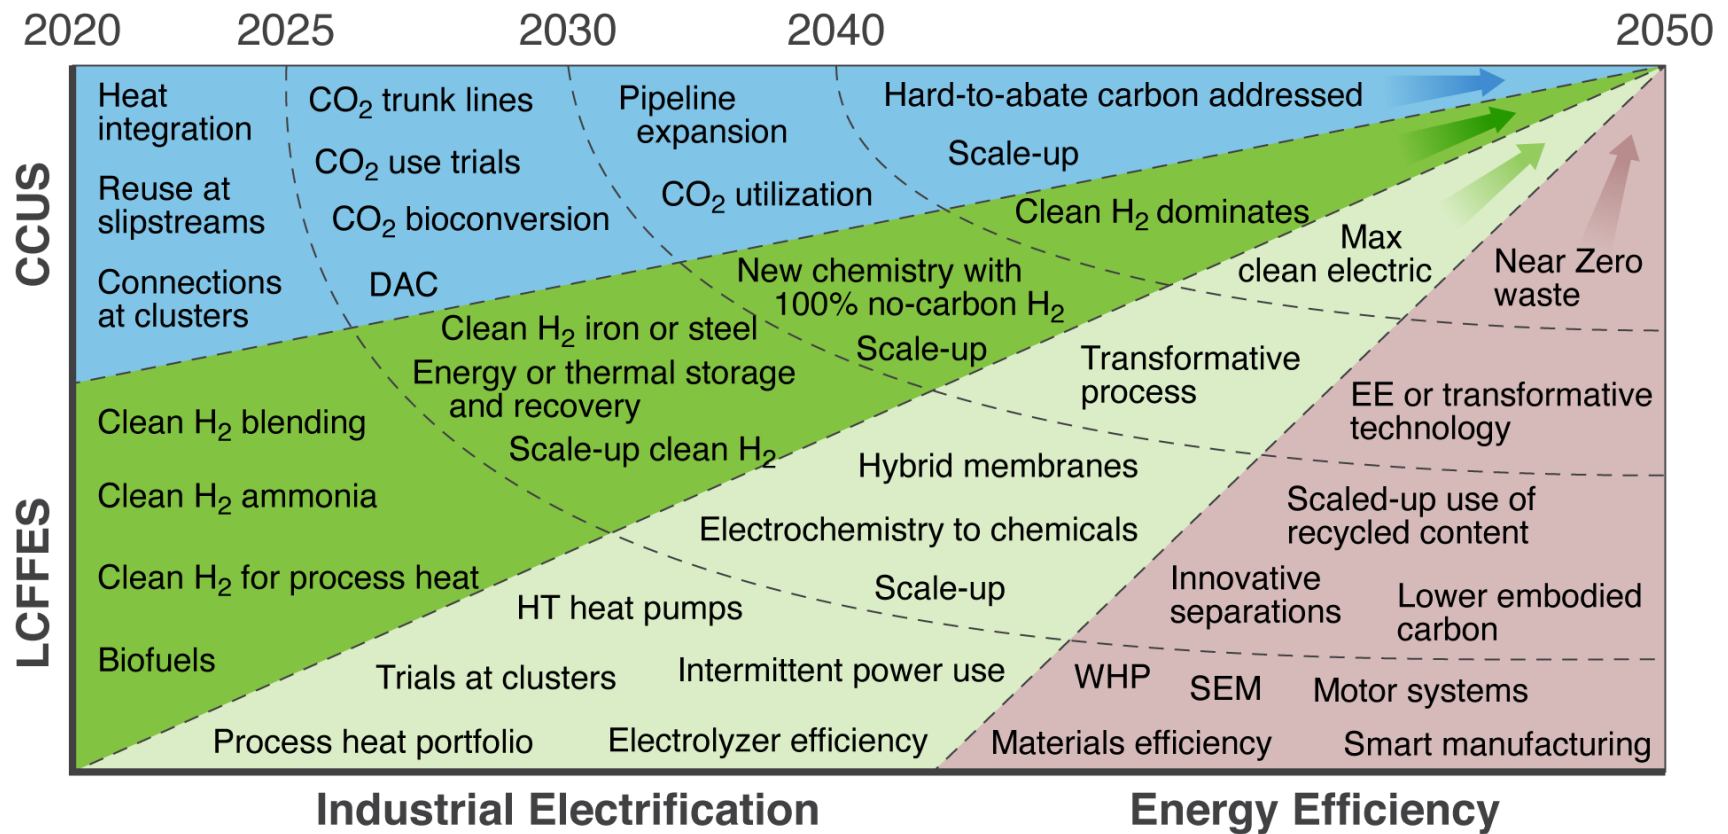 2020 2025 2030 2040 2050
CCUS
Heat
integration
Reuse at
slipstreams
Connections
at clusters
CO2 trunk lines
CO2 use trials
CO2 bioconversion
DAC
Pipeline
expansion
CO2 utilization
Hard-to-abate carbon addressed
Scale-up
LCFFES
Clean H2 blending
Clean H2 ammonia
Clean H2 for process heat
Biofuels
Clean H2 iron or steel
Energy or thermal storage
and recovery
Scale-up clean H2
New chemistry with
100% no-carbon H2
Scale-up
Clean H2 dominates
HT heat pumps
Trials at clusters
Intermittent power use
Process heat portfolio
Electrolyzer efficiency
Hybrid membranes
Electrochemistry to chemicals
Scale-up
Transformative
process
Max
clean electric
WHP
SEM
Motor systems
Materials efficiency
Smart manufacturing
Scaled-up use of
recycled content
Innovative
separations
Lower embodied
carbon
EE or transformative
technology
Near Zero
waste
Industrial Electrification
Energy Efficiency